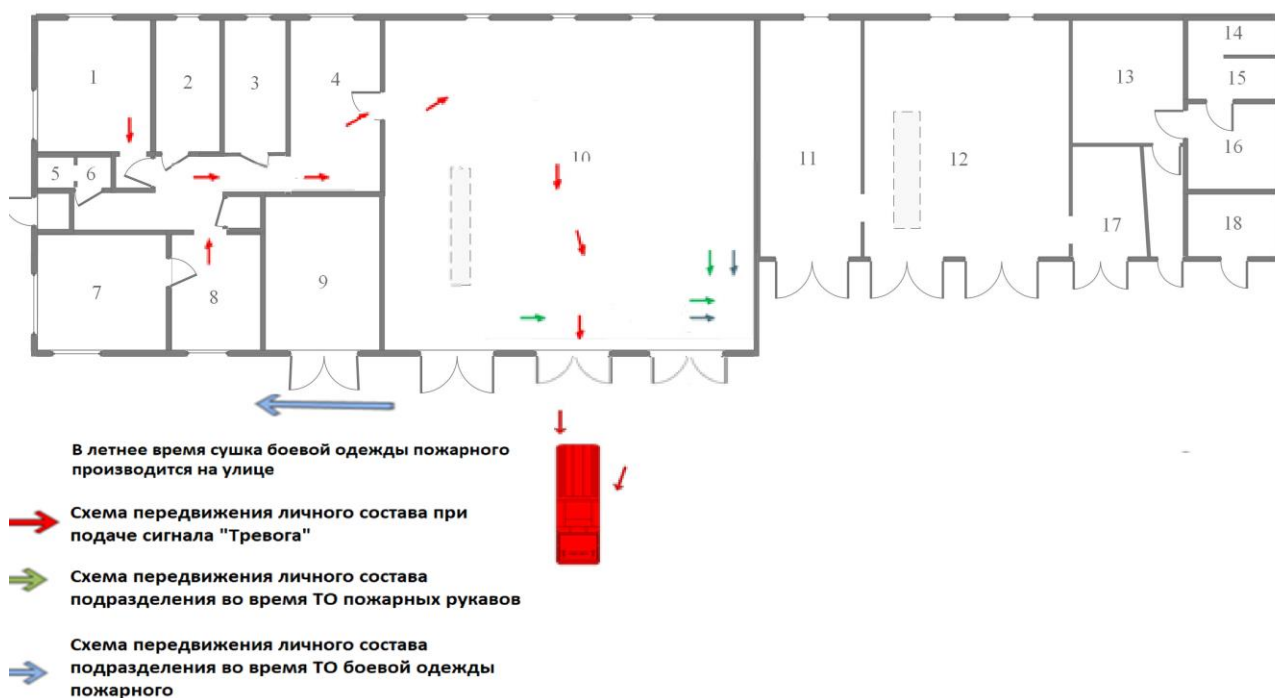 1
2
3
4
5
6
7
8
9
10
11
12
13
14
15
16
17
18
В летнее время сушка боевой одежды пожарного
производится на улице
Схема передвижения личного состава при
подаче сигнала "Тревога"
Схема передвижения личного состава
подразделения во время ТО пожарных рукавов
Схема передвижения личного состава
подразделения во время ТО боевой одежды
пожарного